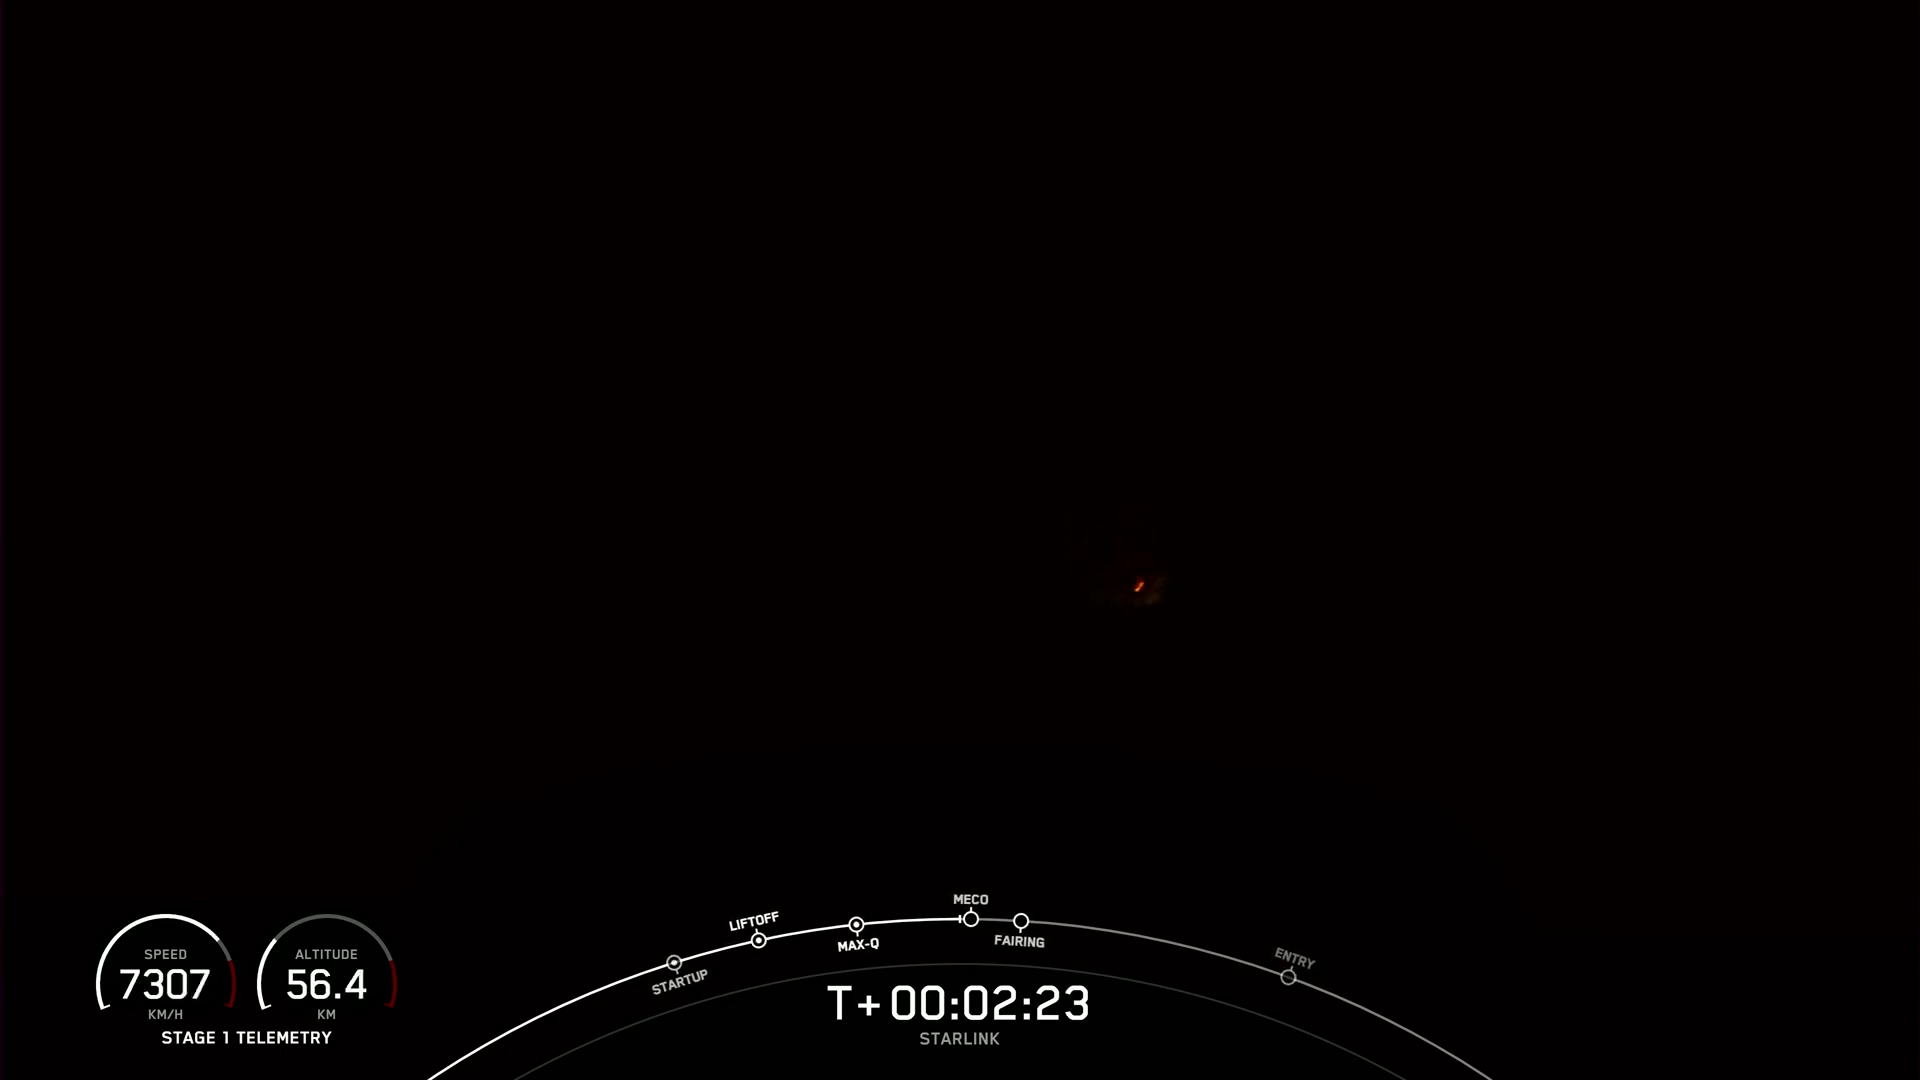 SPEED
7307
KM/H
ALTITUDE
56.4
KM
STAGE 1 TELEMETRY
STARTUP
LIFTOFF
MAX-Q
MECO
FAIRING
ENTRY
T+00:02:23
STARLINK